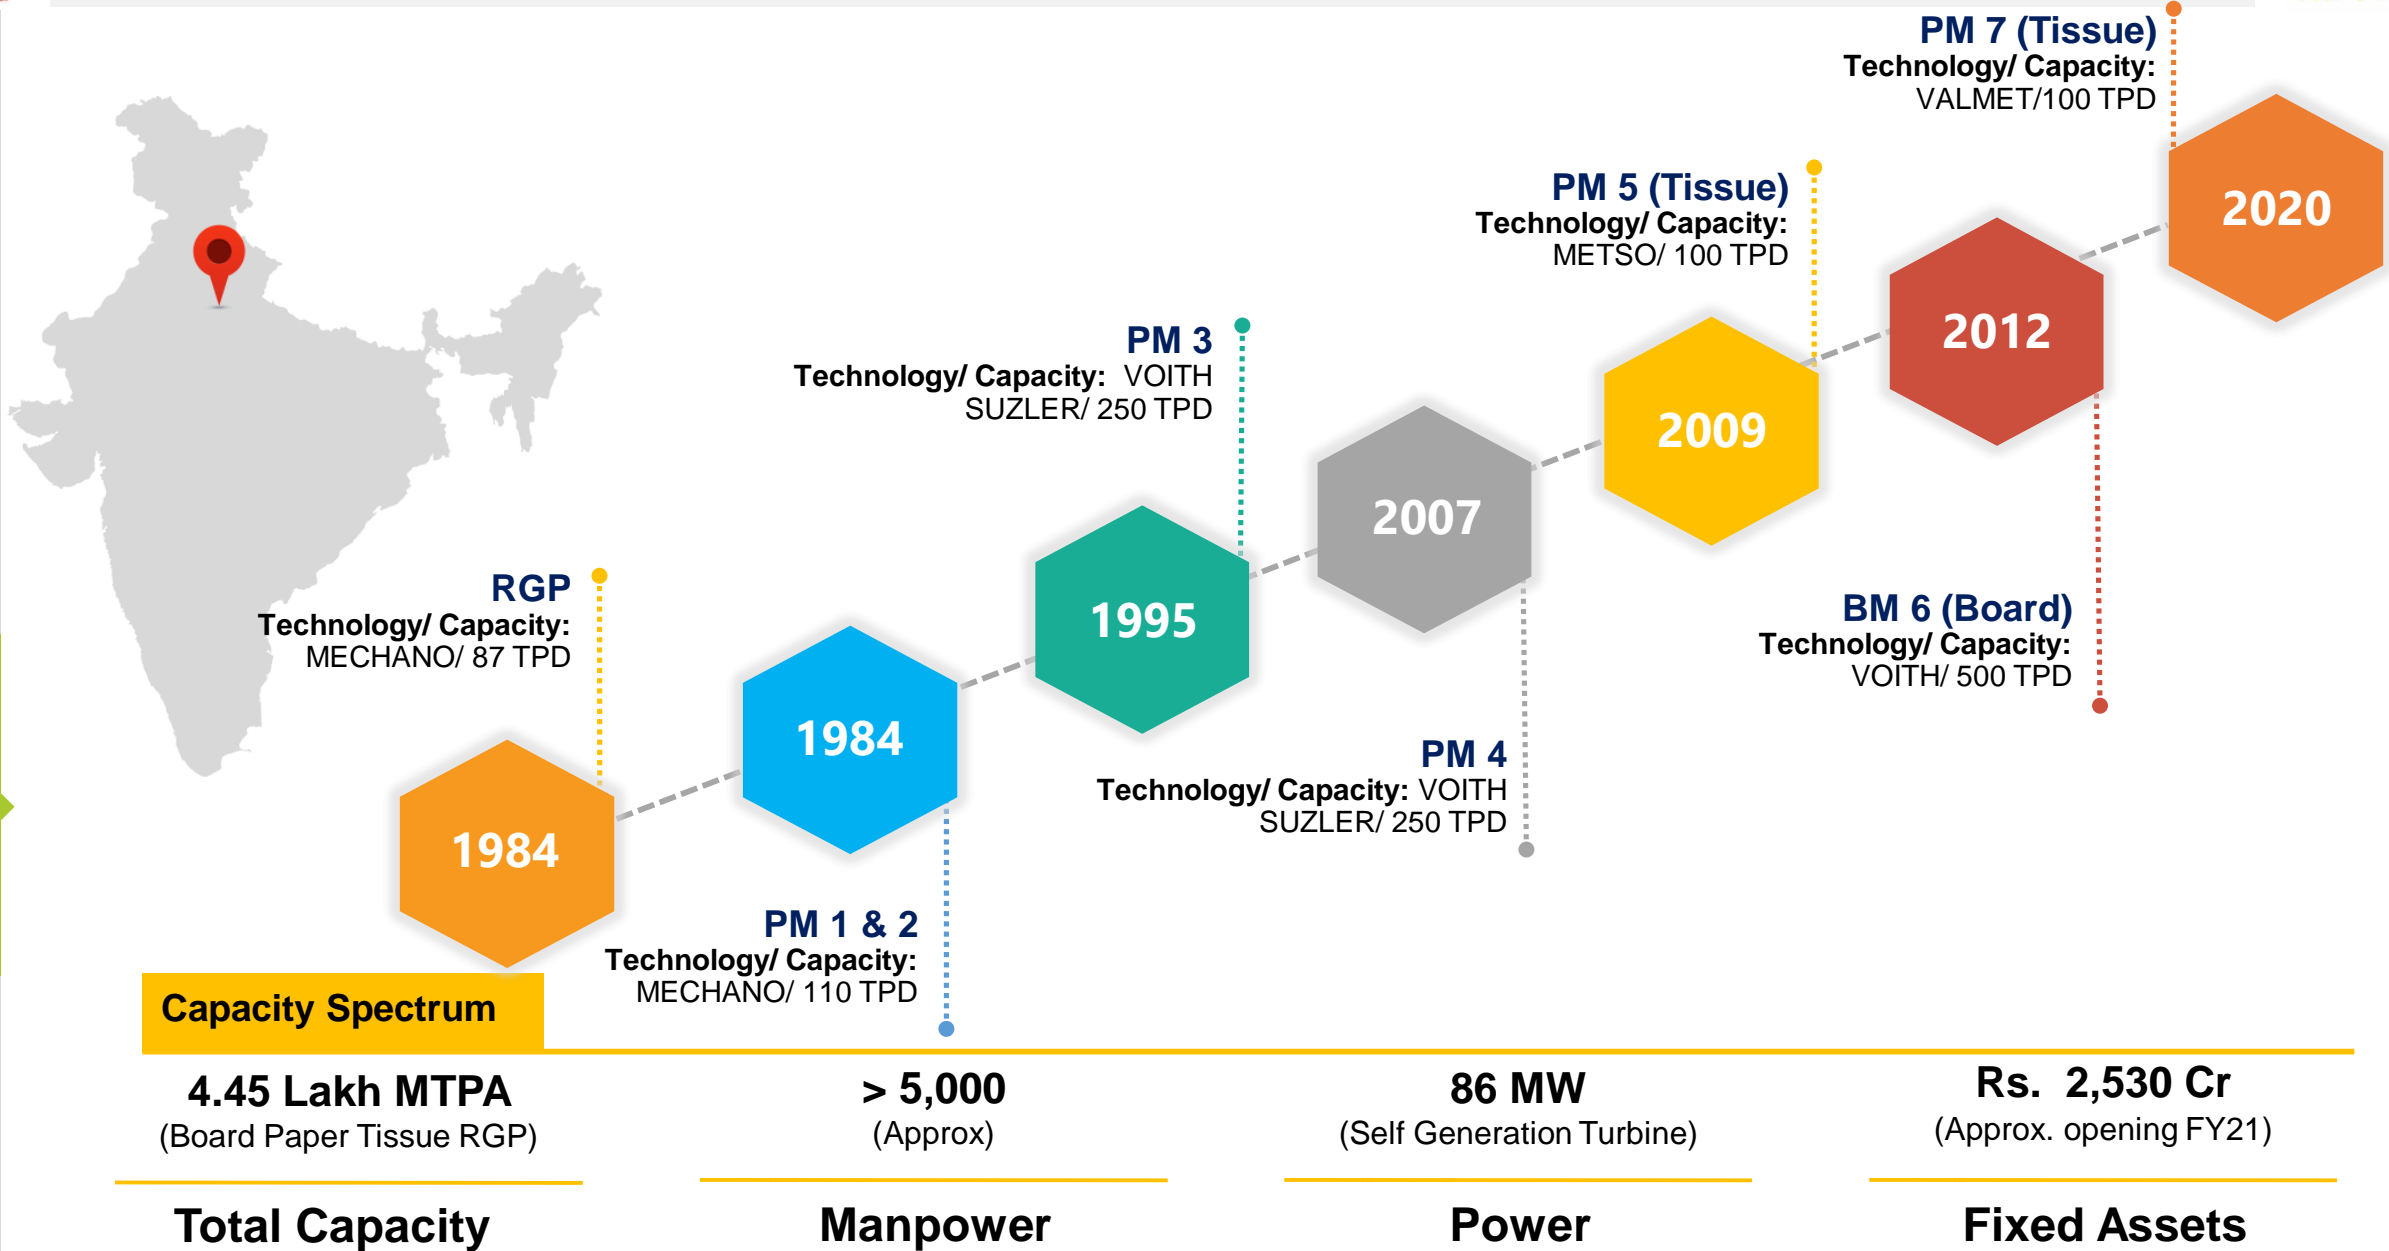 PM 7 (Tissue)
Technology/ Capacity:
VALMET/100 TPD
2020
PM 5 (Tissue)
Technology/ Capacity:
METSO/ 100 TPD
2012
PM 3
Technology/ Capacity: VOITH
SUZLER/ 250 TPD
2009
2007
RGP
Technology/ Capacity:
MECHANO/ 87 TPD
1995
BM 6 (Board)
Technology/ Capacity:
VOITH/ 500 TPD
1984
PM 4
Technology/ Capacity: VOITH
SUZLER/ 250 TPD
1984
PM 1 & 2
Technology/ Capacity:
MECHANO/ 110 TPD
Capacity Spectrum
4.45 Lakh MTPA
(Board Paper Tissue RGP)
Total Capacity
> 5,000
(Approx)
Manpower
86 MW
(Self Generation Turbine)
Power
Rs. 2,530 Cr
(Approx. opening FY21)
Fixed Assets